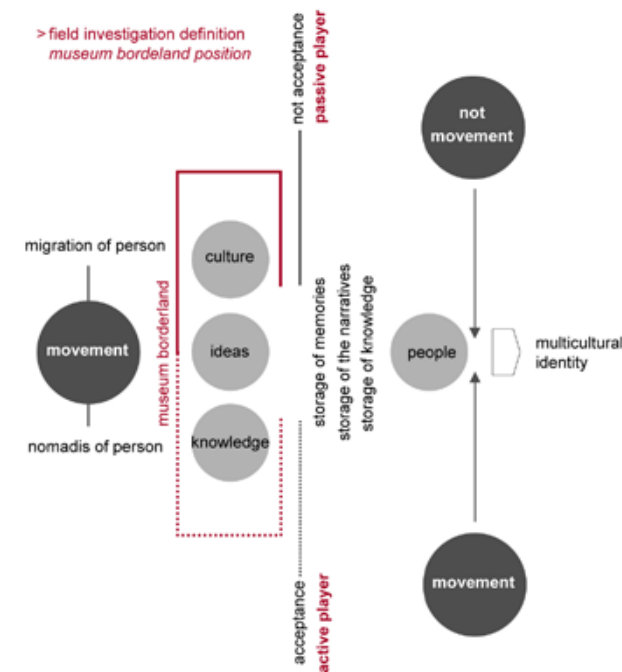 > field investigation definition
museum bordeland position
not acceptance
passive player
not
movement
migration of person
culture
museum borderland
movement
ideas
storage of memories
storage of the narratives
storage of knowledge
people
multicultural
identity
nomadis of person
knowledge
acceptance
active player
movement